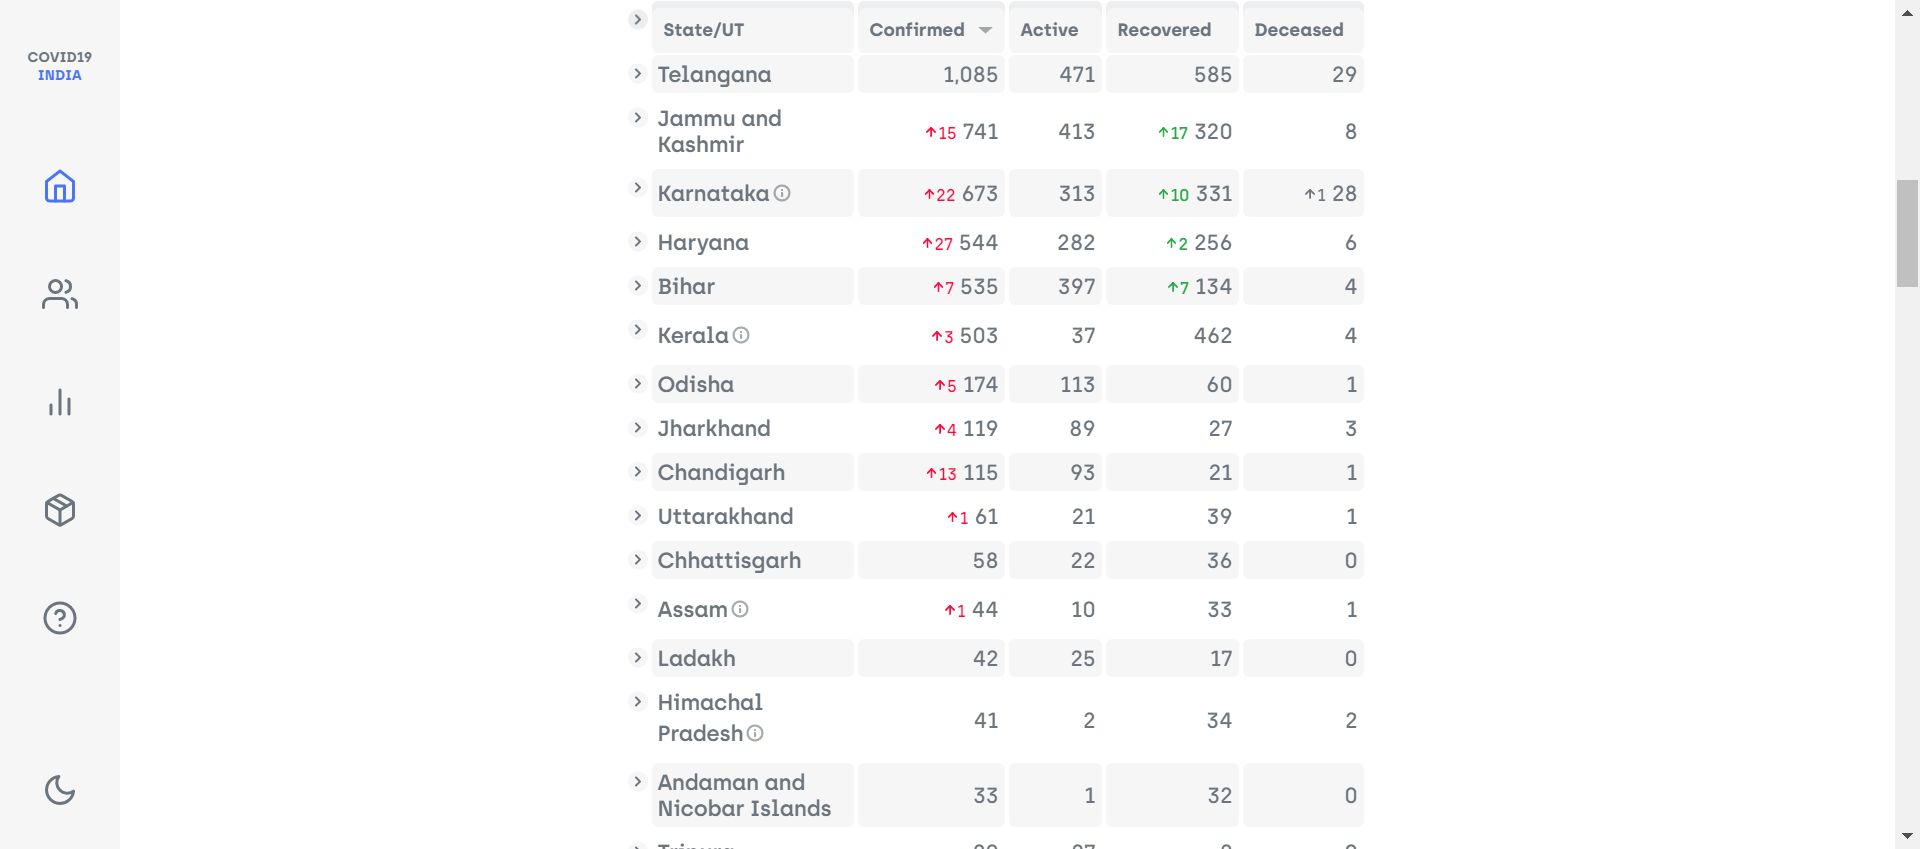 COVID19
INDIA
State/UT Confirmed Active Recovered Deceased
Telangana 1,085 471 585 29
Jammu and
Kashmir ↑15 741 413 ↑17 320 8
Karnataka ↑22 673 313 ↑10 331 ↑1 28
Haryana ↑27 544 282 ↑2 256 6
Bihar ↑7 535 397 ↑7 134 4
Kerala ↑3 503 37 462 4
Odisha ↑5 174 113 60 1
Jharkhand ↑4 119 89 27 3
Chandigarh ↑13 115 93 21 1
Uttarakhand ↑1 61 21 39 1
Chhattisgarh 58 22 36 0
Assam ↑1 44 10 33 1
Ladakh 42 25 17 0
Himachal
Pradesh 41 2 34 2
Andaman and
Nicobar Islands 33 1 32 0